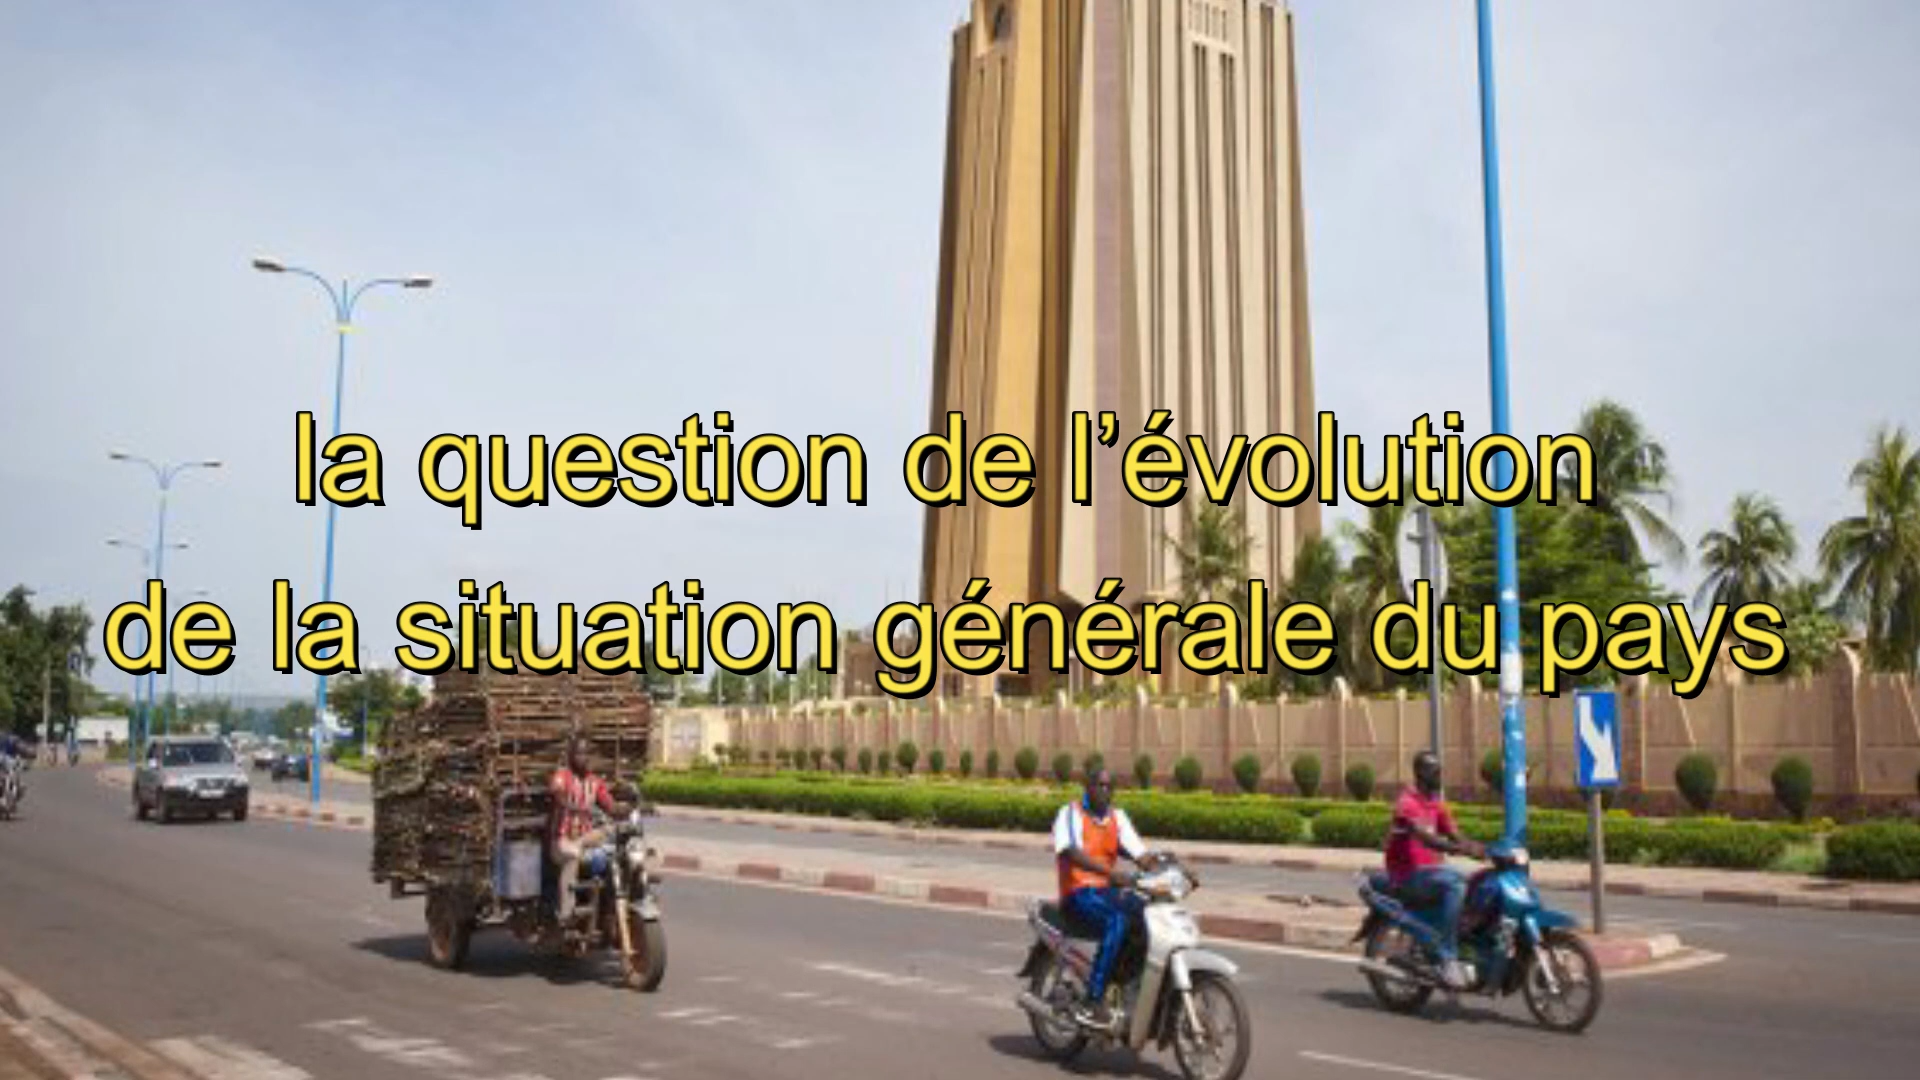 la question de l’évolution
de la situation générale du pays